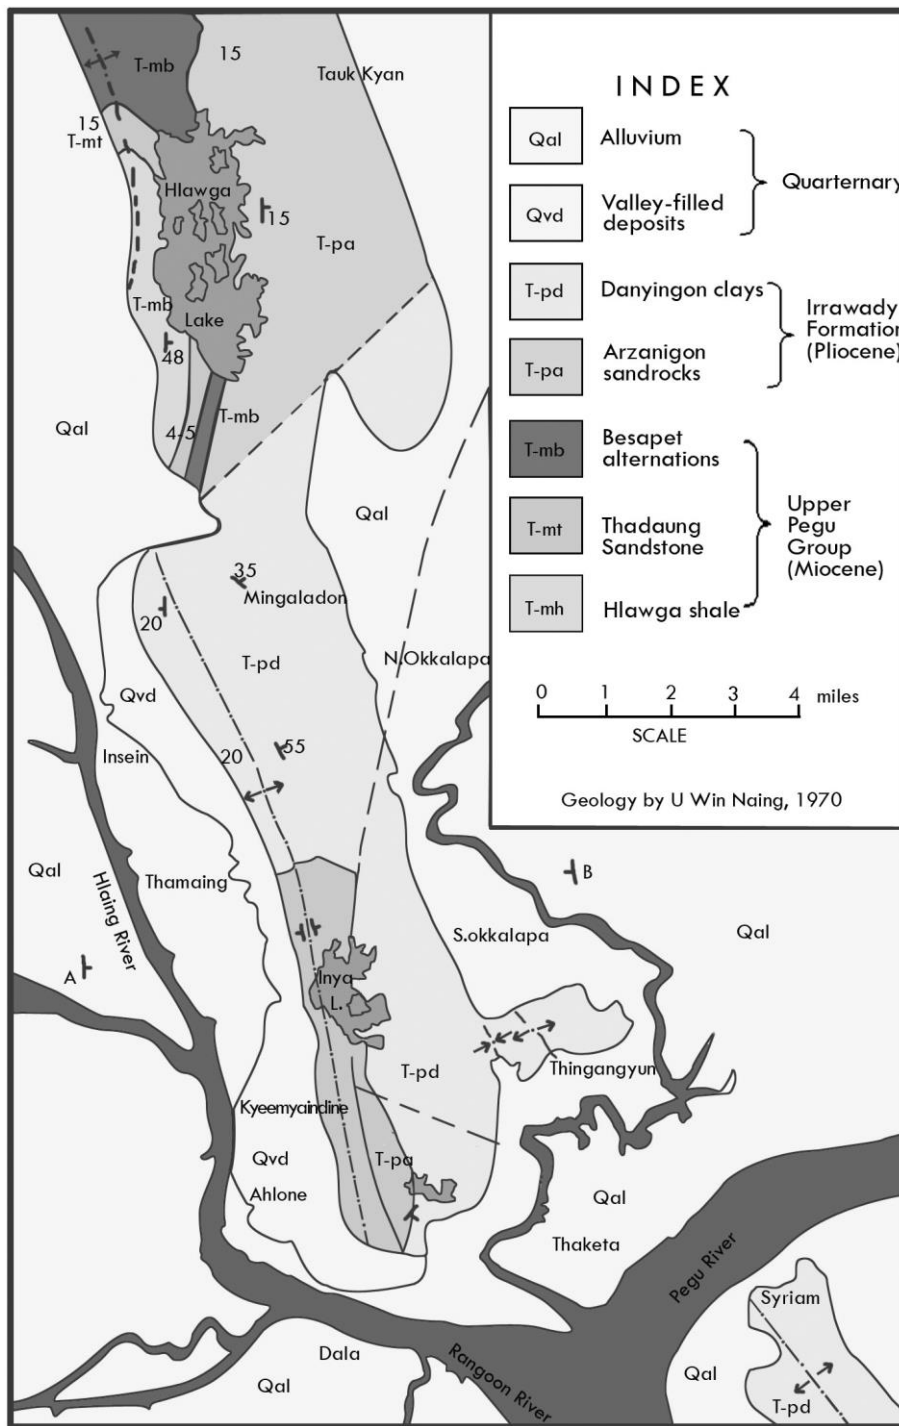 T-mb
15
Tauk Kyan
15
T-mt
Hlawga
15
T-pa
T-mb
Lake
48
T-mb
4-5
Qal
Qal
35
Mingaladon
20
T-pd
N.Okkalapa
Qvd
Insein
20
55
Qal
Thamaing
Hlaing River
B
S.okkalapa
Qal
A
Inya
L.
T-pd
Thingangyun
Kyeemyaindine
Qvd
T-pa
Ahlone
Qal
Thaketa
Pegu River
Syriam
Dala
Rangoon River
Qal
Qal
T-pd
INDEX
Qal Alluvium
Qvd Valley-filled
deposits
Quarternary
T-pd Danyingon clays
T-pa Arzanigon
sandrocks
Irrawady
Formation
(Pliocene)
T-mb Besapet
alternations
T-mt Thadaung
Sandstone
T-mh Hlawga shale
Upper
Pegu
Group
(Miocene)
0 1 2 3 4 miles
SCALE
Geology by U Win Naing, 1970